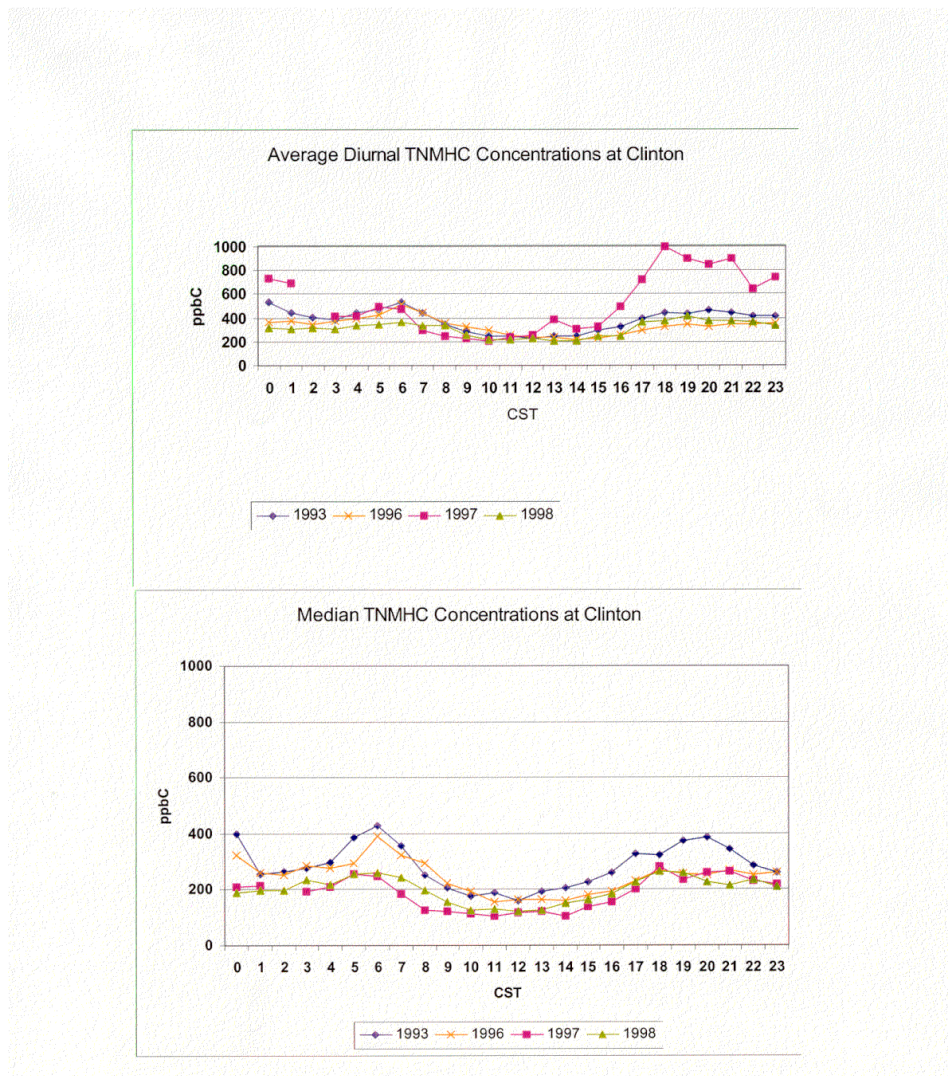 Average Diurnal TNMHC Concentrations at Clinton
1000
800
600
400
200
0
ppbC
0 1 2 3 4 5 6 7 8 9 10 11 12 13 14 15 16 17 18 19 20 21 22 23
CST
1993 1996 1997 1998
Median TNMHC Concentrations at Clinton
1000
800
600
400
200
0
ppbC
0 1 2 3 4 5 6 7 8 9 10 11 12 13 14 15 16 17 18 19 20 21 22 23
CST
1993 1996 1997 1998